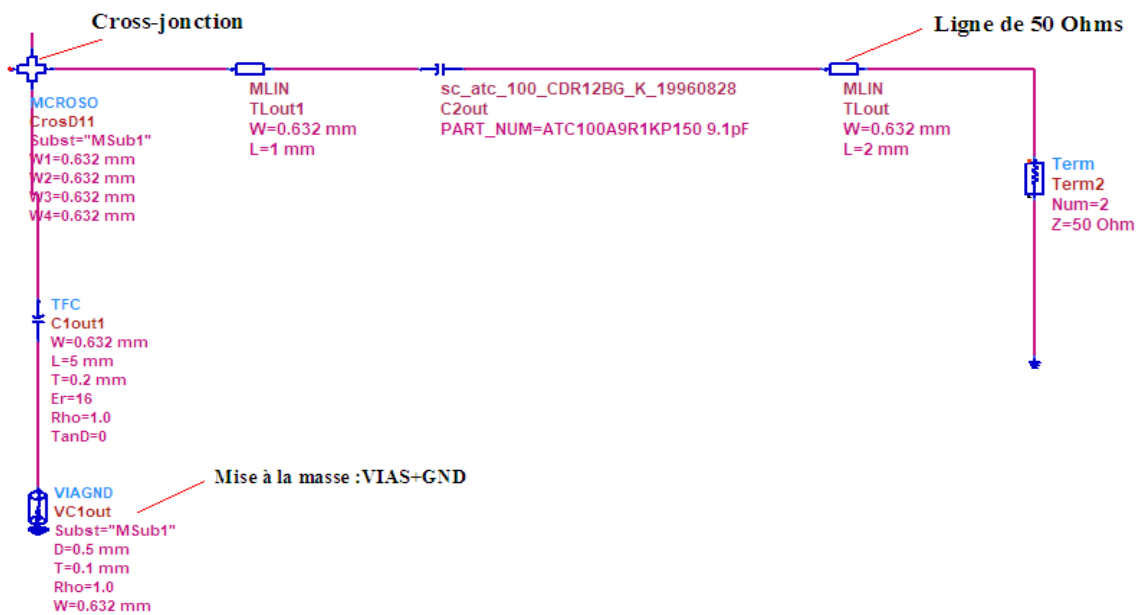 Cross-jonction
Ligne de 50 Ohms
MCROSO
CrosD11
Subst="MSub1"
W1=0.632 mm
W2=0.632 mm
W3=0.632 mm
W4=0.632 mm
MLIN
TLout1
W=0.632 mm
L=1 mm
sc_atc_100_CDR12BG_K_19960828
C2out
PART_NUM=ATC100A9R1KP150 9.1pF
MLIN
TLout
W=0.632 mm
L=2 mm
Term
Term2
Num=2
Z=50 Ohm
TFC
C1out1
W=0.632 mm
L=5 mm
T=0.2 mm
Er=16
Rho=1.0
TanD=0
Mise à la masse :VIAS+GND
VIAGND
VC1out
Subst="MSub1"
D=0.5 mm
T=0.1 mm
Rho=1.0
W=0.632 mm